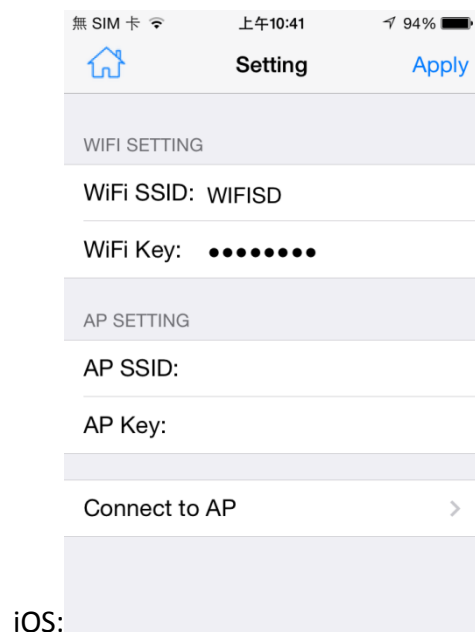 無 SIM 卡 上午10:41 94%
Setting Apply
WIFI SETTING
WiFi SSID: WIFISD
WiFi Key: ●●●●●●●●
AP SETTING
AP SSID:
AP Key:
Connect to AP
iOS: